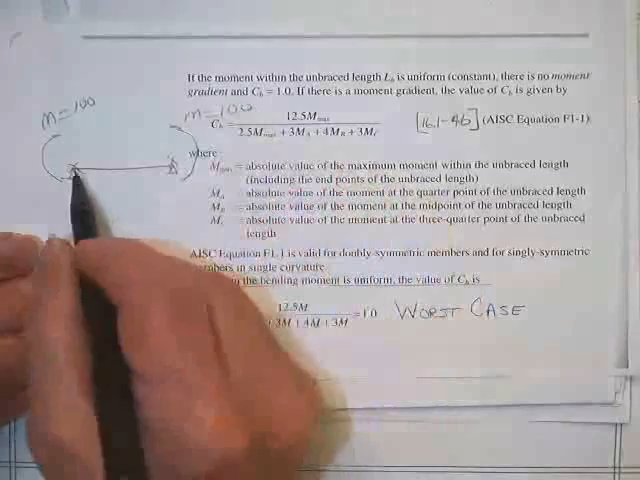 If the moment within the unbraced length Lb is uniform (constant), there is no moment
gradient and Cb = 1.0. If there is a moment gradient, the value of Cb is given by
M=100
M=100
Cb = 12.5Mmax / 2.5Mmax + 3MA + 4MB + 3MC
[16.1-46] (AISC Equation F1-1)
where
Mmax = absolute value of the maximum moment within the unbraced length
(including the end points of the unbraced length)
MA = absolute value of the moment at the quarter point of the unbraced length
MB = absolute value of the moment at the midpoint of the unbraced length
MC = absolute value of the moment at the three-quarter point of the unbraced
length
AISC Equation F1-1 is valid for doubly-symmetric members and for singly-symmetric
members in single curvature
the bending moment is uniform, the value of Cb is
12.5M / + 3M + 4M + 3M = 1.0
WORST CASE